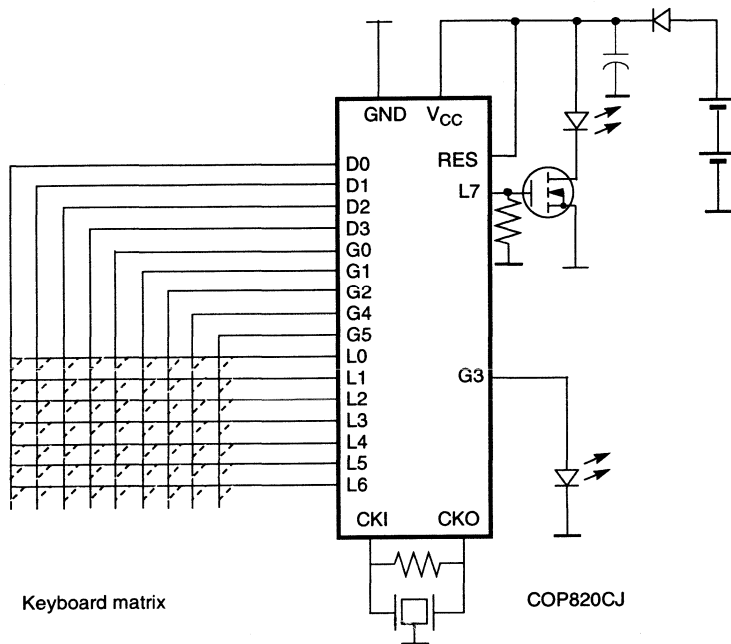 GND VCC
RES
L7
D0
D1
D2
D3
G0
G1
G2
G4
G5
L0
L1
L2
L3
L4
L5
L6
G3
CKI CKO
Keyboard matrix
COP820CJ